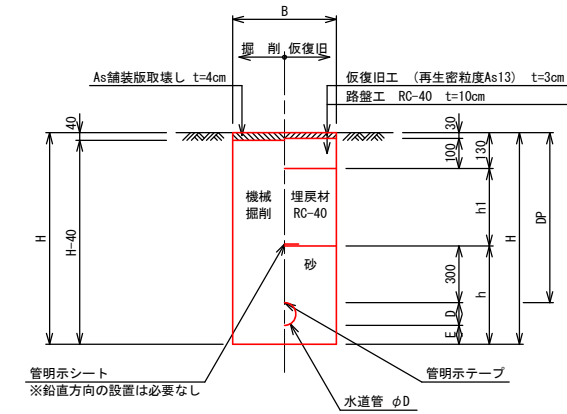 B
掘 削 仮復旧
As舗装版取壊し t=4cm
仮復旧工 (再生密粒度As13) t=3cm
路盤工 RC-40 t=10cm
40
30
100
130
H
H-40
機械
掘削
埋戻材
RC-40
砂
h1
H
DP
300
h
D
E
管明示シート
※鉛直方向の設置は必要なし
管明示テープ
水道管 φD